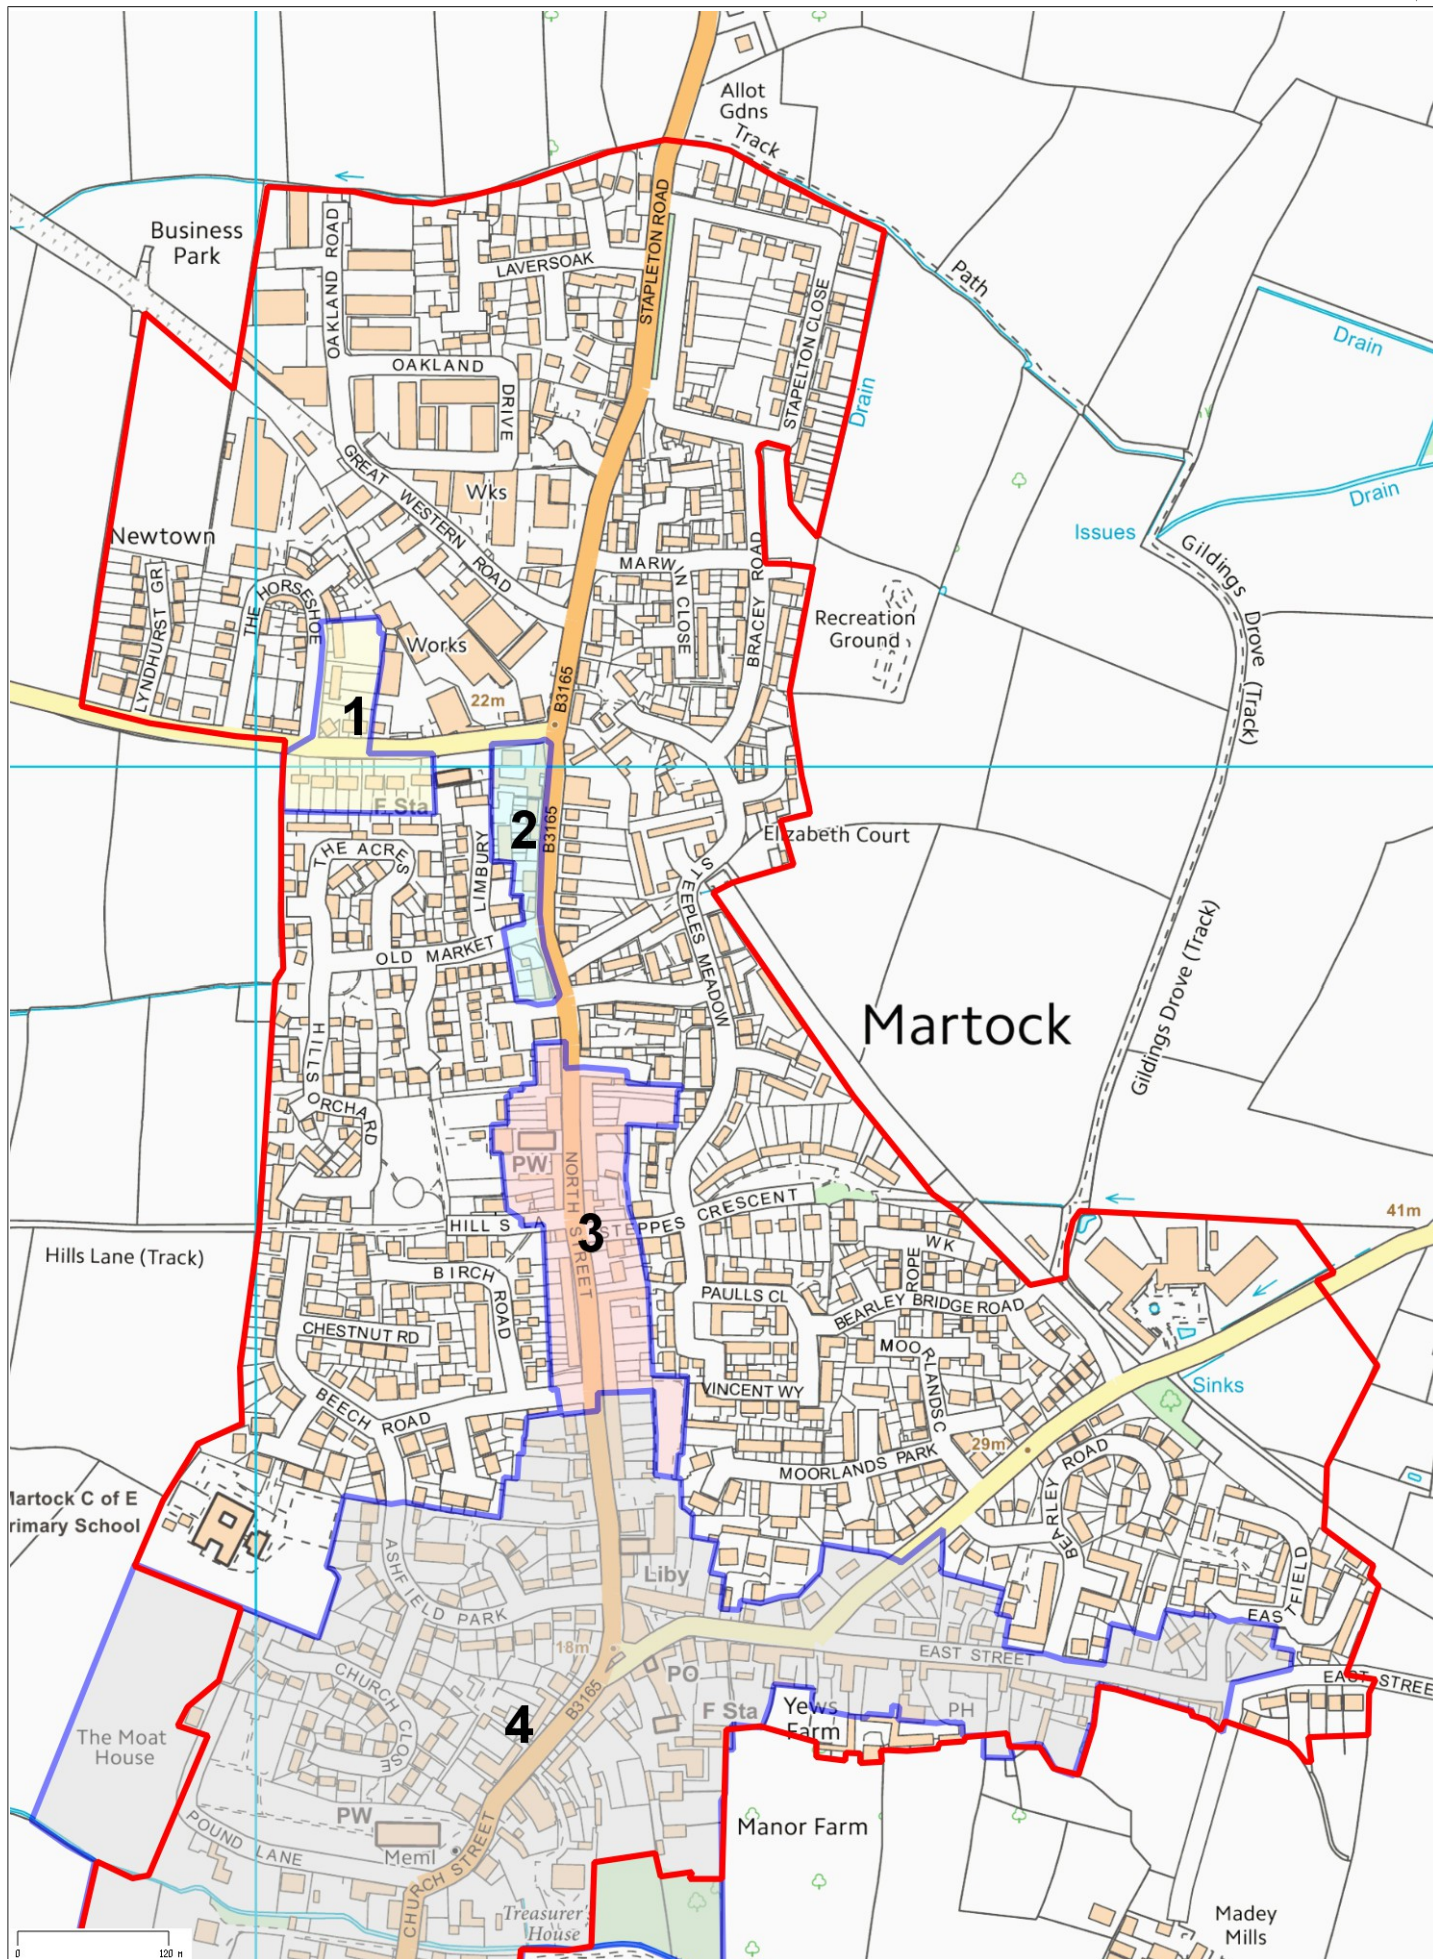 Allot
Gdns
Track
Business
Park
OAKLAND ROAD
STAPLETON ROAD
LAVERSOAK
Path
STAPELTON CLOSE
Drain
Drain
OAKLAND
DRIVE
GREAT WESTERN ROAD
Wks
Drain
Newtown
Issues
Gildings
Drove
(Track)
MARWIN CLOSE
BRACEY ROAD
THE HORSESHOE
LYNDHURST GR
Recreation
Ground
Works
B3165
22m
1
F Sta
2
B3165
LIMBURY
Elizabeth Court
THE ACRES
STEEPLES MEADOW
OLD MARKET
Gildings Drove (Track)
Martock
HILLS ORCHARD
PW
NORTH STREET
STEPPES CRESCENT
HILLS
3
41m
Hills Lane (Track)
WK
ROPE
BIRCH
ROAD
PAULLS CL
BEARLEY BRIDGE ROAD
CHESTNUT RD
MOORLANDS C
VINCENT WY
Sinks
BEECH ROAD
29m
MOORLANDS PARK
BEARLEY ROAD
Martock C of E
Primary School
ASHFIELD PARK
Liby
EASTFIELD
18m
EAST STREET
PO
CHURCH CLOSE
EAST STREE
B3165
4
F Sta
Yews
Farm
PH
The Moat
House
PW
POUND LANE
Meml
Manor Farm
CHURCH STREET
Treasurer's
House
Madey
Mills
0 120 m